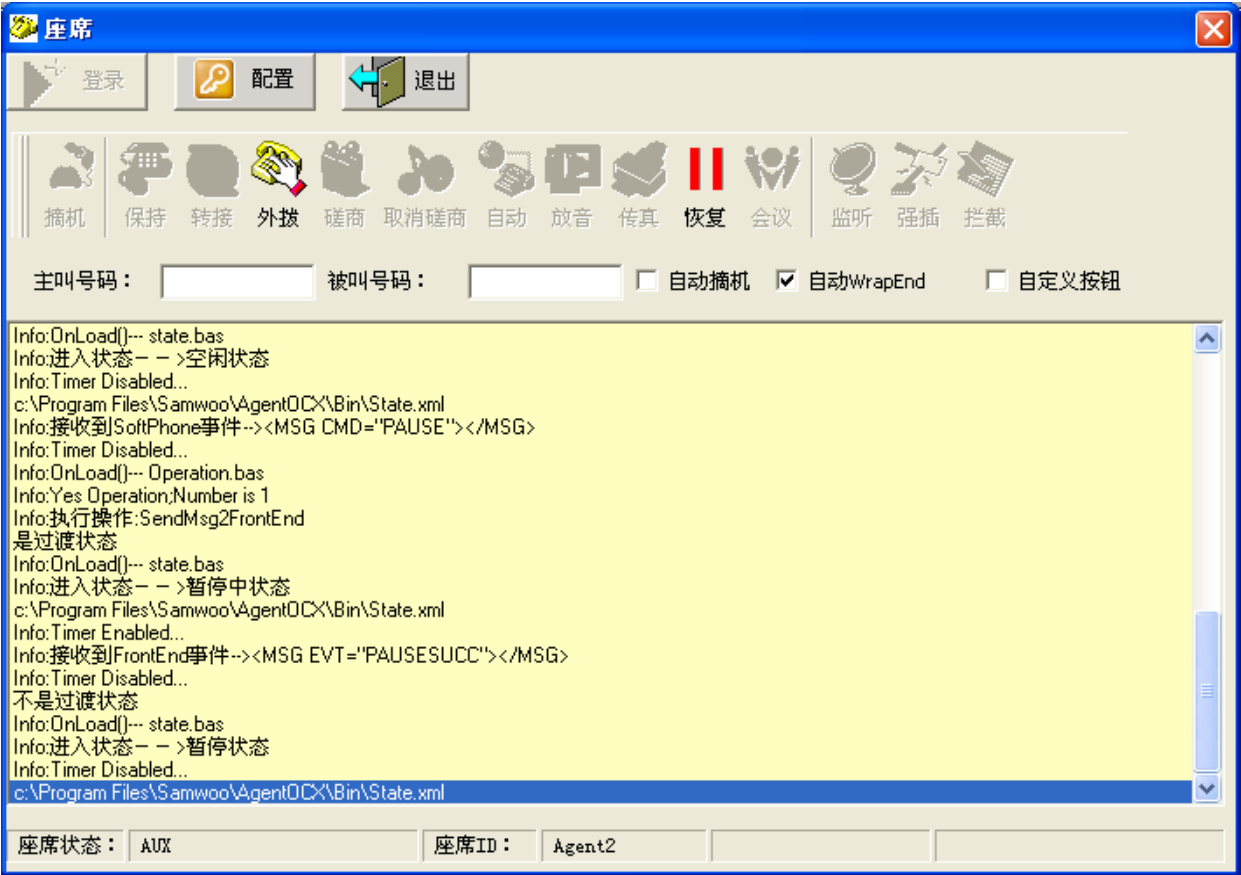 座席
登录 配置 退出
摘机 保持 转接 外拨 磋商 取消磋商 自动 放音 传真 恢复 会议 监听 强插 拦截
主叫号码： 被叫号码： 自动摘机 自动WrapEnd 自定义按钮
Info:OnLoad()--- state.bas
Info:进入状态－－>空闲状态
Info:Timer Disabled...
c:\Program Files\Samwoo\AgentOCX\Bin\State.xml
Info:接收到SoftPhone事件--><MSG CMD="PAUSE"></MSG>
Info:Timer Disabled...
Info:OnLoad()--- Operation.bas
Info:Yes Operation;Number is 1
Info:执行操作:SendMsg2FrontEnd
是过渡状态
Info:OnLoad()--- state.bas
Info:进入状态－－>暂停中状态
c:\Program Files\Samwoo\AgentOCX\Bin\State.xml
Info:Timer Enabled...
Info:接收到FrontEnd事件--><MSG EVT="PAUSESUCC"></MSG>
Info:Timer Disabled...
不是过渡状态
Info:OnLoad()--- state.bas
Info:进入状态－－>暂停状态
Info:Timer Disabled...
c:\Program Files\Samwoo\AgentOCX\Bin\State.xml
座席状态： AUX 座席ID： Agent2